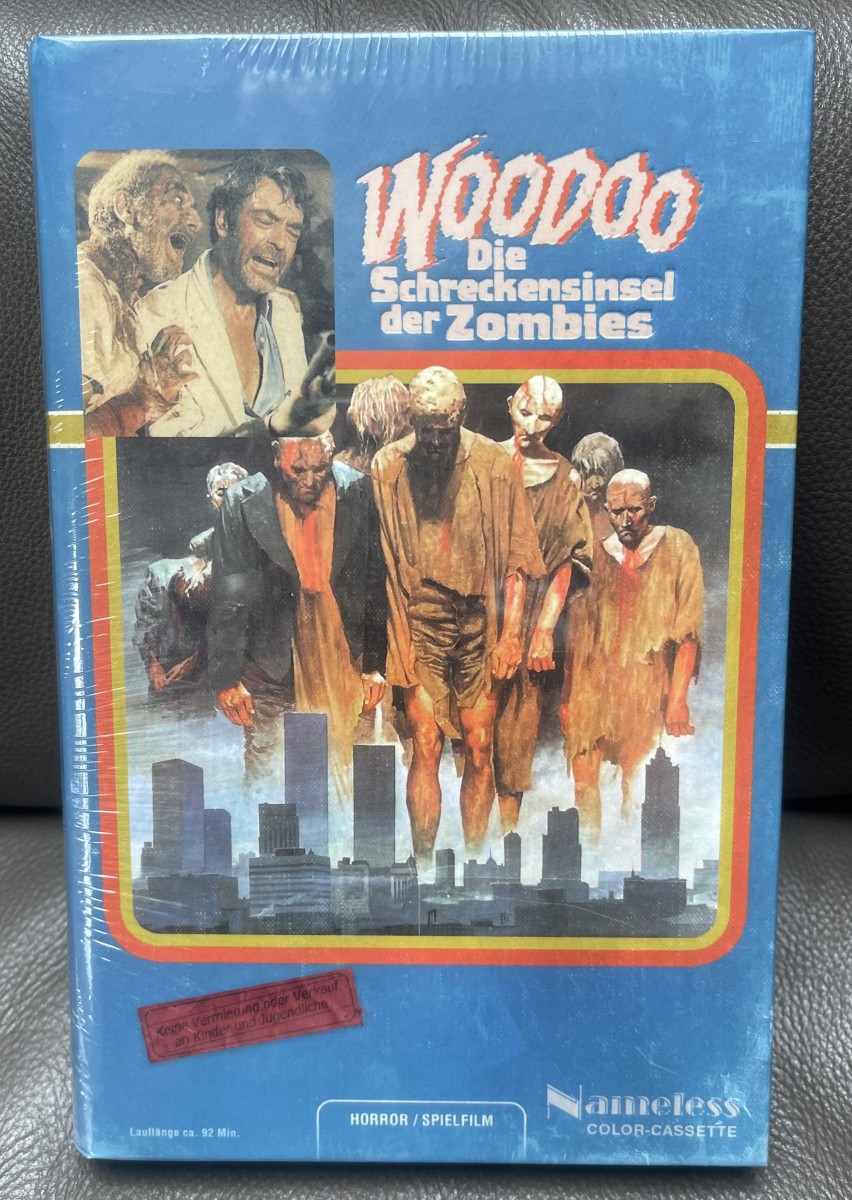 WOODOO
Die
Schreckensinsel
der Zombies
Keine Vermietung oder Verkauf
an Kinder und Jugendliche
Lauflänge ca. 92 Min.
HORROR / SPIELFILM
Nameless
COLOR-CASSETTE